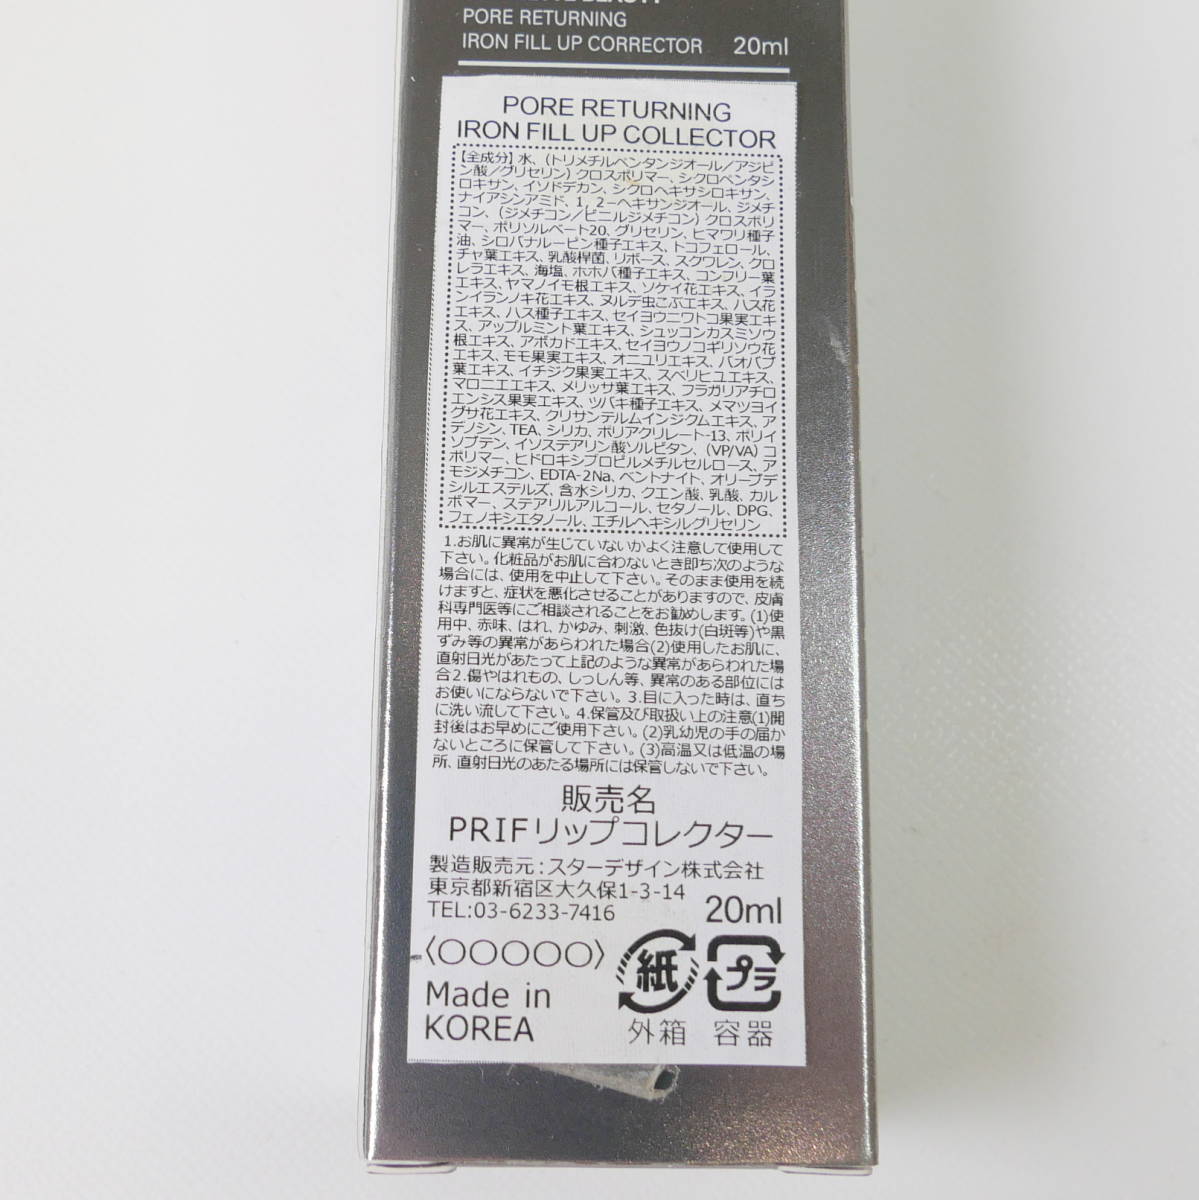 PORE RETURNING
IRON FILL UP CORRECTOR 20ml
PORE RETURNING
IRON FILL UP COLLECTOR
【全成分】水、(トリメチルペンタンジオール/アジピ
ン酸/グリセリン)クロスポリマー、シクロペンタシ
ロキサン、イソドデカン、シクロヘキサシロキサン、
ナイアシンアミド、1,2-ヘキサンジオール、ジメチ
コン、(ジメチコン/ビニルジメチコン)クロスポリ
マー、ポリソルベート20、グリセリン、ヒマワリ種子
油、シロバナルーピン種子エキス、トコフェロール、
チャ葉エキス、乳酸桿菌、リボース、スクワレン、クロ
レラエキス、海塩、ホホバ種子エキス、コンフリー葉
エキス、ヤマノイモ根エキス、ソケイ花エキス、イラ
ンイランノキ花エキス、ヌルデ虫こぶエキス、ハス花
エキス、ハス種子エキス、セイヨウニワトコ果実エキ
ス、アップルミント葉エキス、シュッコンカスミソウ
根エキス、アボカドエキス、セイヨウノコギリソウ花
エキス、モモ果実エキス、オニユリエキス、バオバブ
葉エキス、イチジク果実エキス、スベリヒユエキス、
マロニエエキス、メリッサ葉エキス、フラガリアチロ
エンシス果実エキス、ツバキ種子エキス、メマツヨイ
グサ花エキス、クリサンテルムインジクムエキス、ア
デノシン、TEA、シリカ、ポリアクリレート-13、ポリイ
ソブテン、イソステアリン酸ソルビタン、(VP/VA)コ
ポリマー、ヒドロキシプロピルメチルセルロース、ア
モジメチコン、EDTA-2Na、ベントナイト、オリーブデ
シルエステルズ、含水シリカ、クエン酸、乳酸、カル
ボマー、ステアリルアルコール、セタノール、DPG、
フェノキシエタノール、エチルヘキシルグリセリン
1.お肌に異常が生じていないかよく注意して使用して
下さい。化粧品がお肌に合わないとき即ち次のような
場合には、使用を中止して下さい。そのまま使用を続
けますと、症状を悪化させることがありますので、皮膚
科専門医等にご相談されることをお勧めします。(1)使
用中、赤味、はれ、かゆみ、刺激、色抜け(白斑等)や黒
ずみ等の異常があらわれた場合(2)使用したお肌に、
直射日光があたって上記のような異常があらわれた場
合2.傷やはれもの、しっしん等、異常のある部位には
お使いにならないで下さい。3.目に入った時は、直ち
に洗い流して下さい。4.保管及び取扱い上の注意(1)開
封後はお早めにご使用下さい。(2)乳幼児の手の届か
ないところに保管して下さい。(3)高温又は低温の場
所、直射日光のあたる場所には保管しないで下さい。
販売名
PRIFリップコレクター
製造販売元:スターデザイン株式会社
東京都新宿区大久保1-3-14
TEL:03-6233-7416 20ml
〈○○○○○〉
紙 プラ
Made in
KOREA
外箱 容器